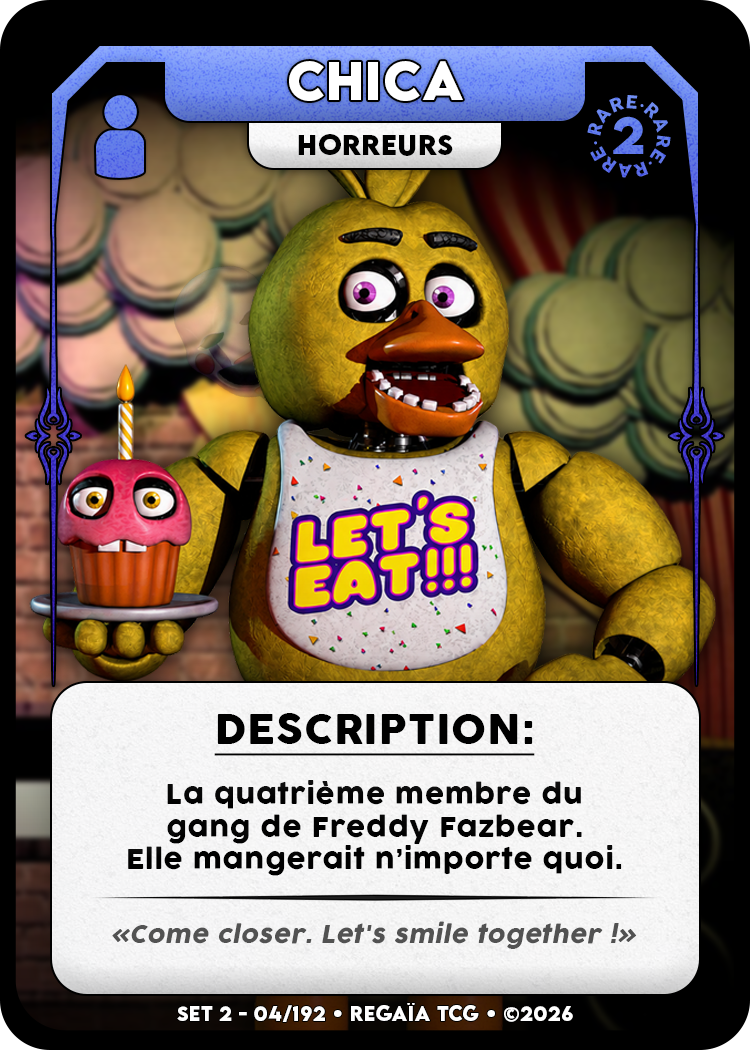 CHICA
HORREURS
RARE·RARE·RARE·RARE·
2
LET'S
EAT!!!
DESCRIPTION:
La quatrième membre du
gang de Freddy Fazbear.
Elle mangerait n'importe quoi.
«Come closer. Let's smile together !»
SET 2 - 04/192 • REGAÏA TCG • ©2026